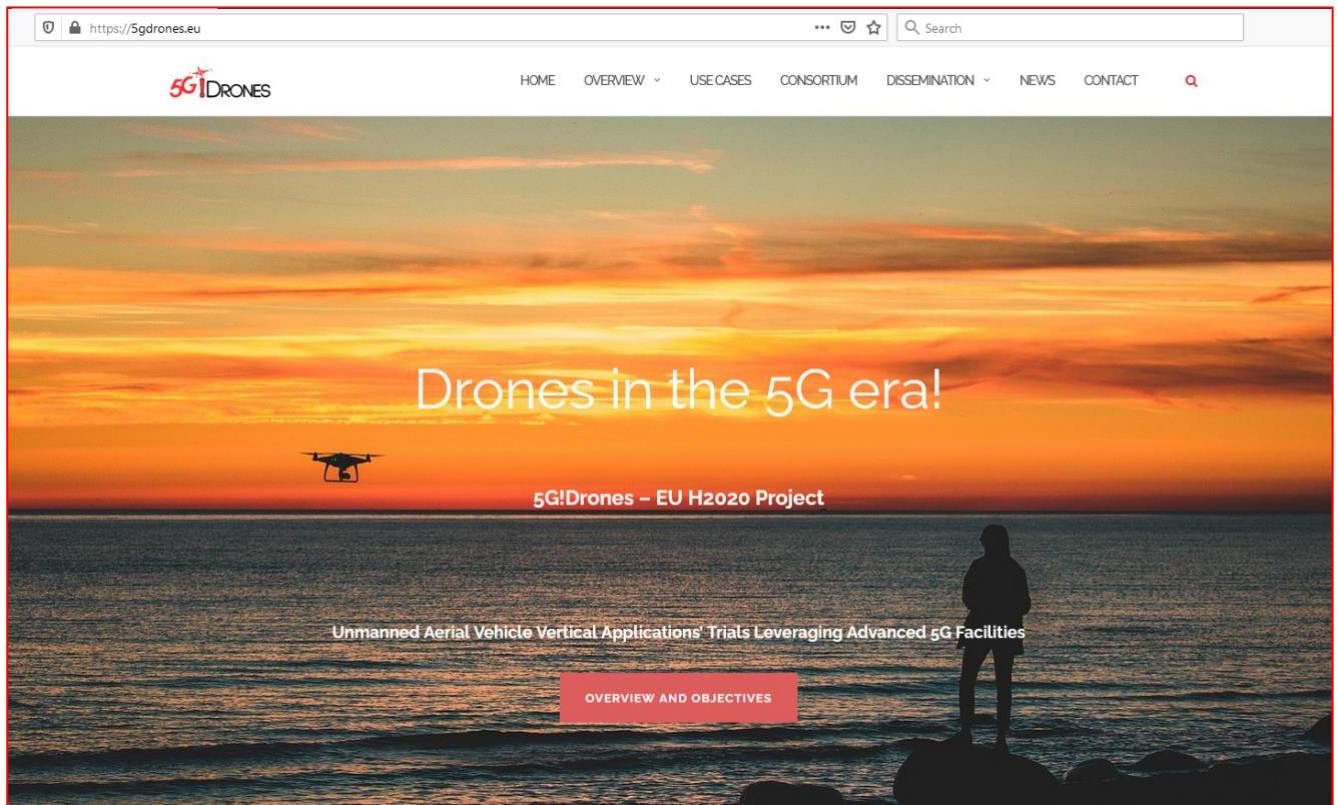 https://5gdrones.eu
Search
5G!DRONES
HOME OVERVIEW USE CASES CONSORTIUM DISSEMINATION NEWS CONTACT
Drones in the 5G era!
5G!Drones – EU H2020 Project
Unmanned Aerial Vehicle Vertical Applications' Trials Leveraging Advanced 5G Facilities
OVERVIEW AND OBJECTIVES